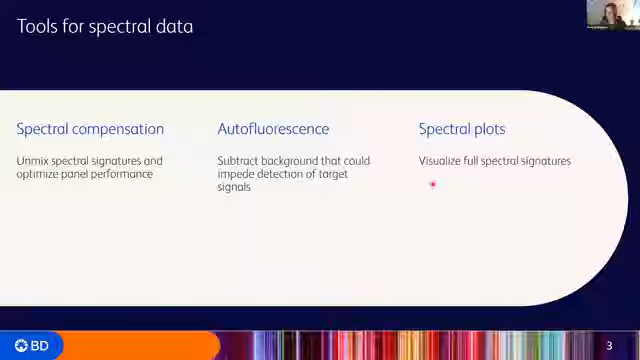 Tools for spectral data
Spectral compensation
Unmix spectral signatures and
optimize panel performance
Autofluorescence
Subtract background that could
impede detection of target
signals
Spectral plots
Visualize full spectral signatures
BD
3